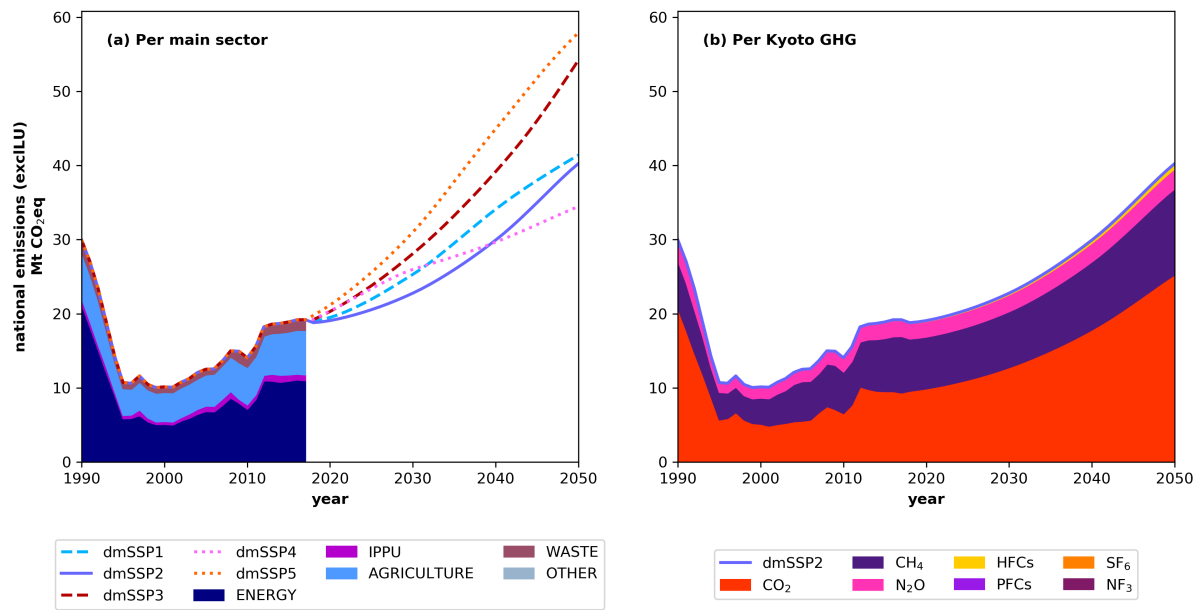 (a) Per main sector
national emissions (exclLU)
Mt CO₂eq
60
50
40
30
20
10
0
1990 2000 2010 2020 2030 2040 2050
year
dmSSP1
dmSSP2
dmSSP3
dmSSP4
dmSSP5
ENERGY
IPPU
AGRICULTURE
WASTE
OTHER
(b) Per Kyoto GHG
60
50
40
30
20
10
0
1990 2000 2010 2020 2030 2040 2050
year
dmSSP2
CO₂
CH₄
N₂O
HFCs
PFCs
SF₆
NF₃